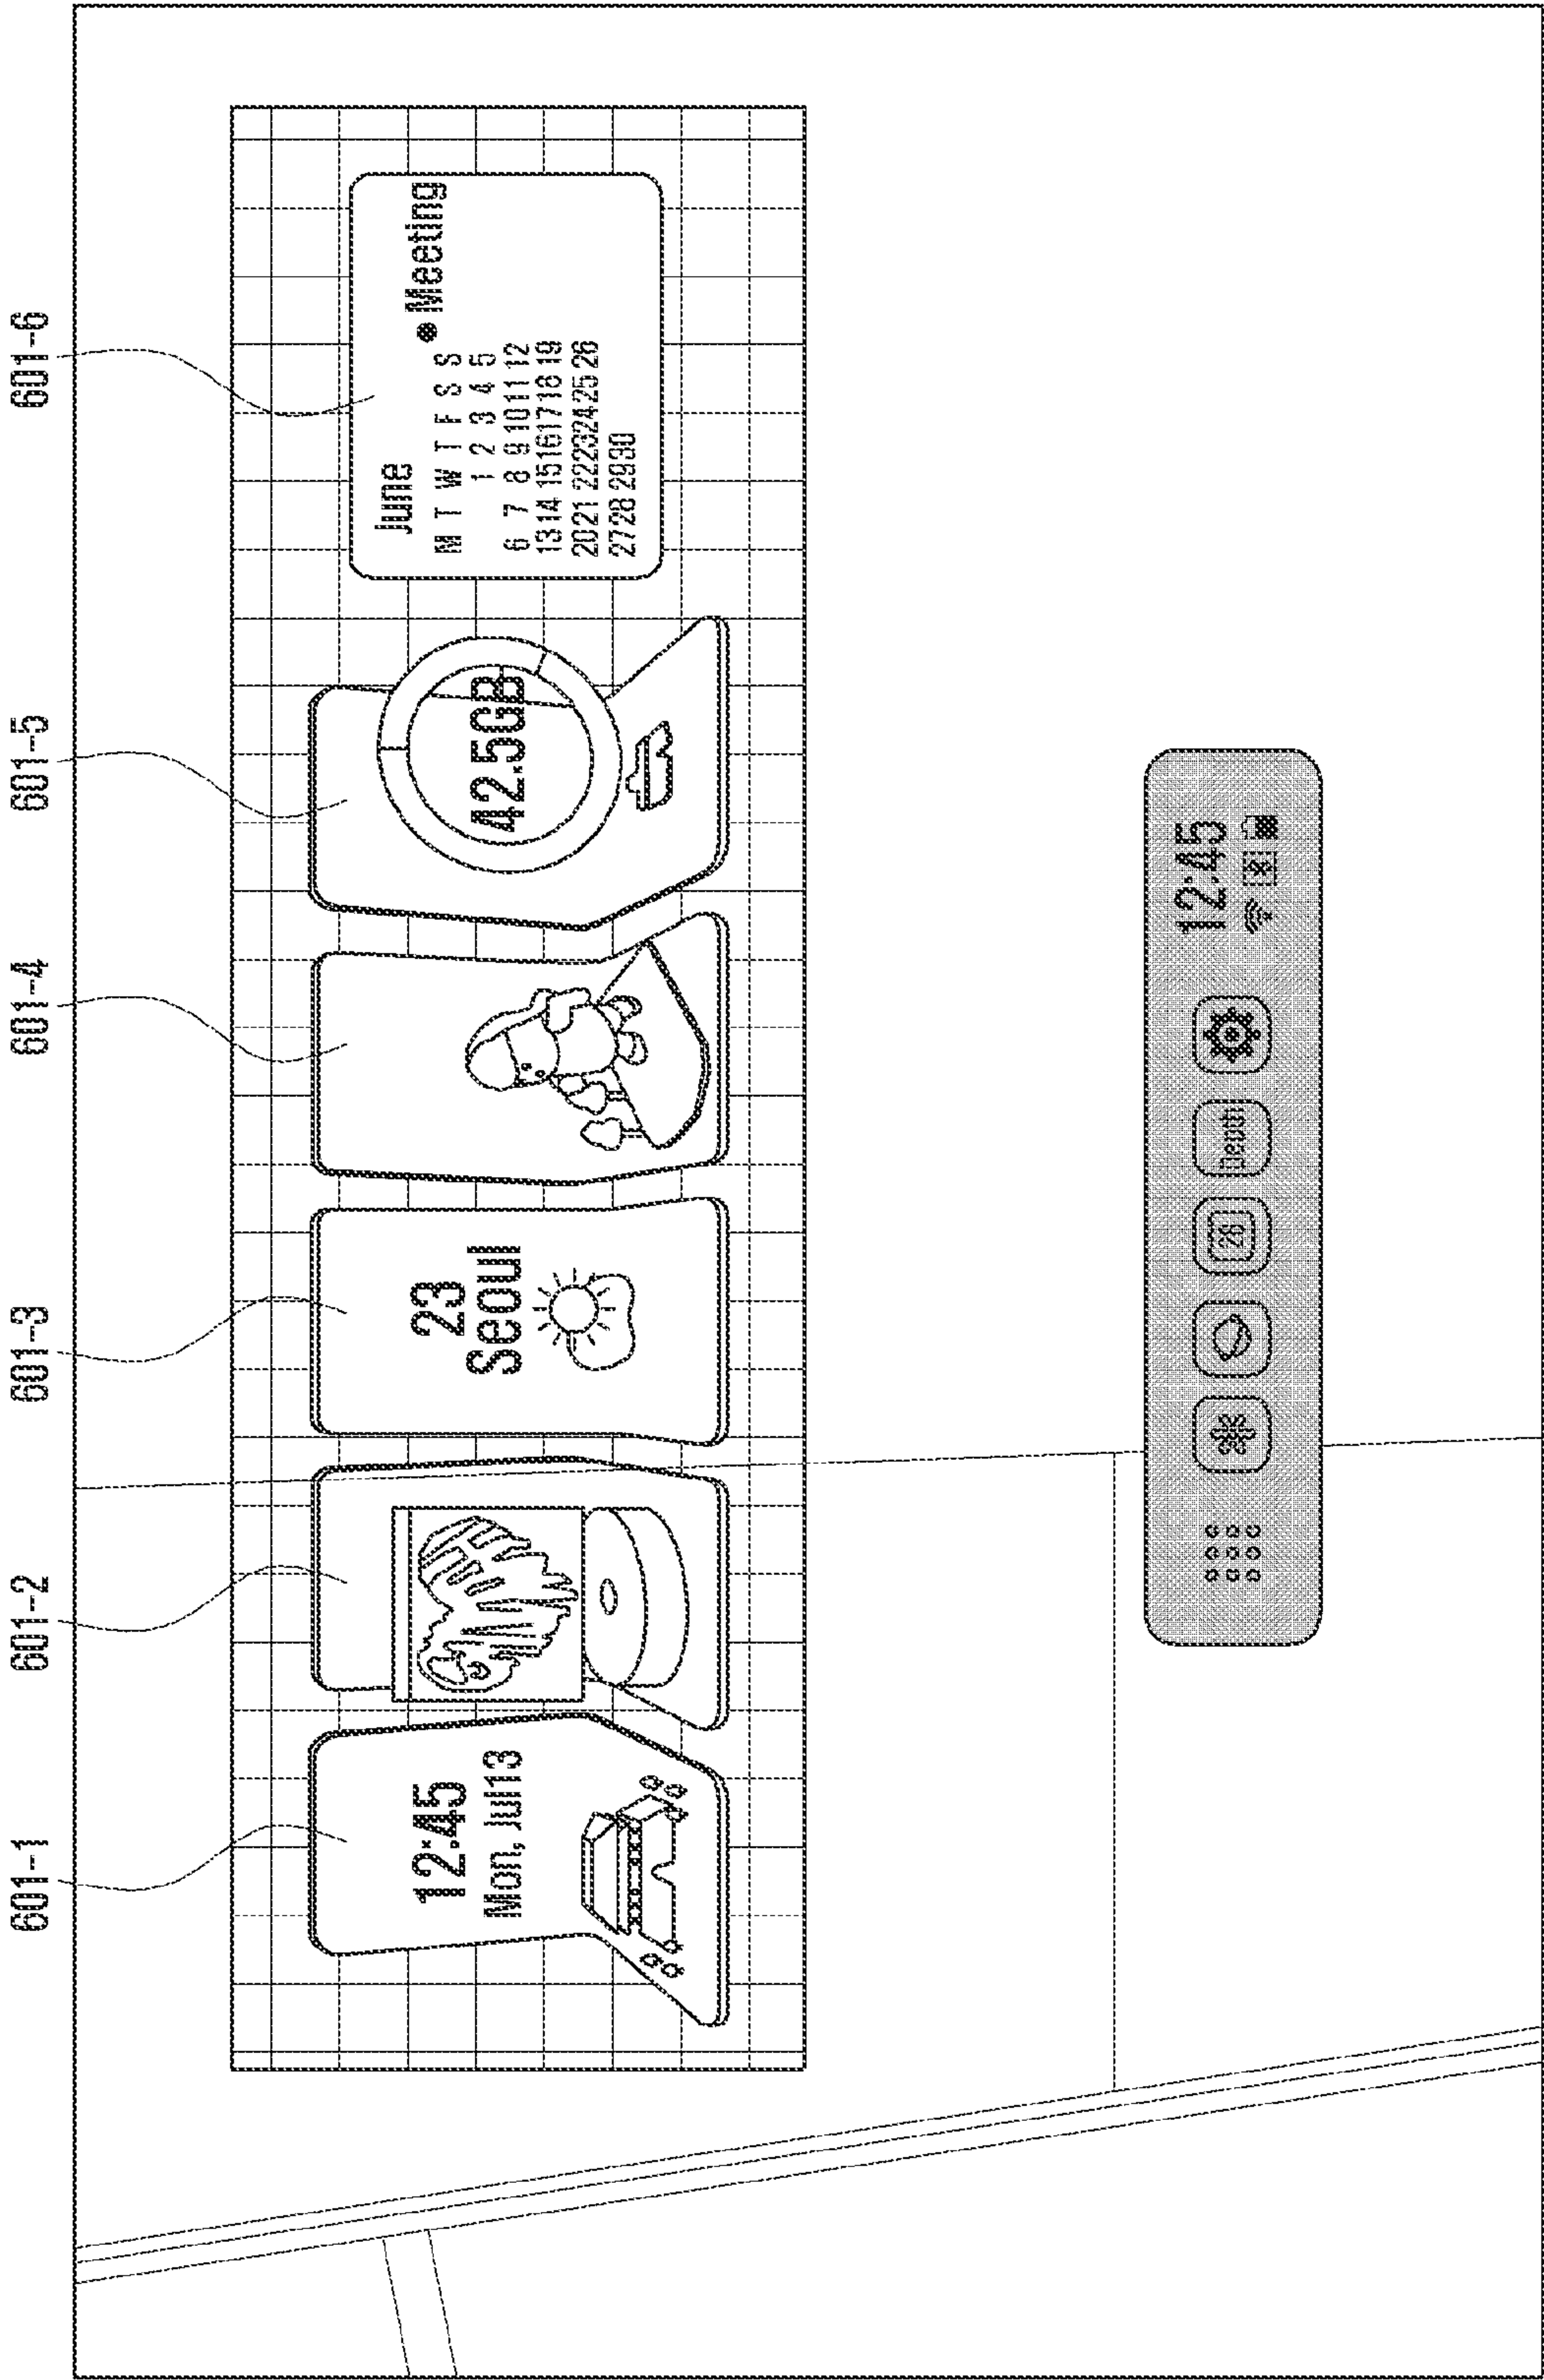 601-1
601-2
601-3
601-4
601-5
601-6
12:45
Mon, Jul13
23
Seoul
42.5GB
June
M T W T F S S
1 2 3 4 5
6 7 8 9 10 11 12
13 14 15 16 17 18 19
20 21 22 23 24 25 26
27 28 29 30
Meeting
Depth
12:45